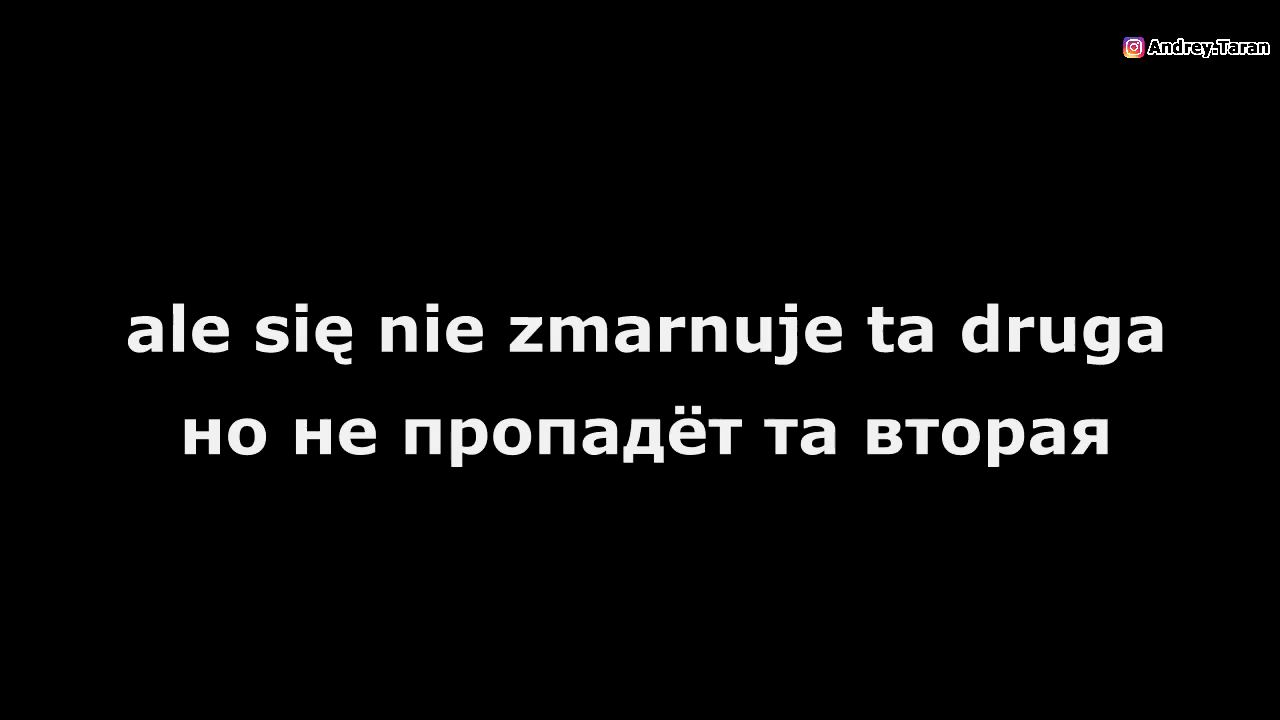 Andrey.Taran
ale się nie zmarnuje ta druga
но не пропадёт та вторая